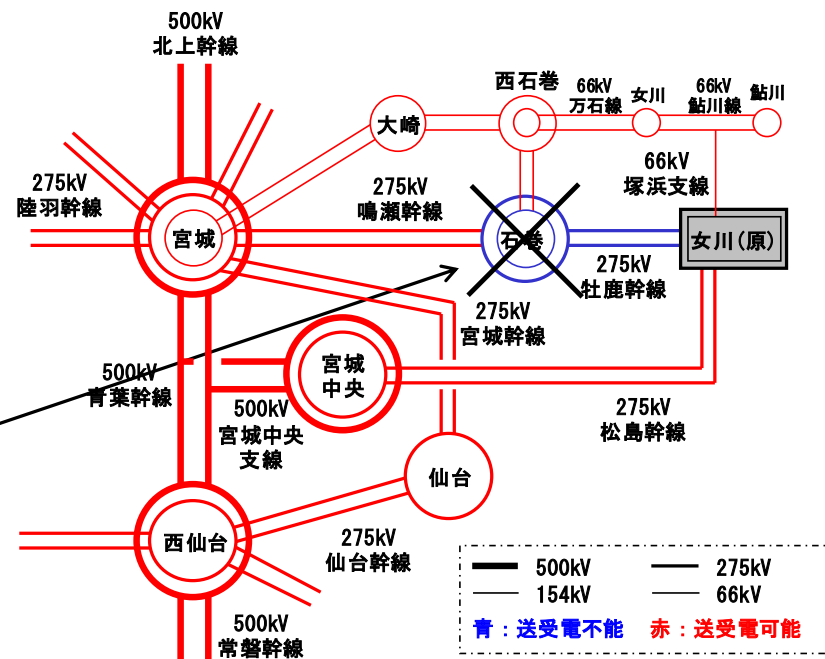 500kV
北上幹線
西石巻
66kV
万石線
女川
66kV
鮎川線
鮎川
大崎
66kV
塚浜支線
275kV
陸羽幹線
275kV
鳴瀬幹線
宮城
石巻
女川(原)
275kV
牡鹿幹線
275kV
宮城幹線
宮城
中央
500kV
青葉幹線
500kV
宮城中央
支線
275kV
松島幹線
仙台
西仙台
275kV
仙台幹線
500kV
常磐幹線
500kV
275kV
154kV
66kV
青：送受電不能
赤：送受電可能